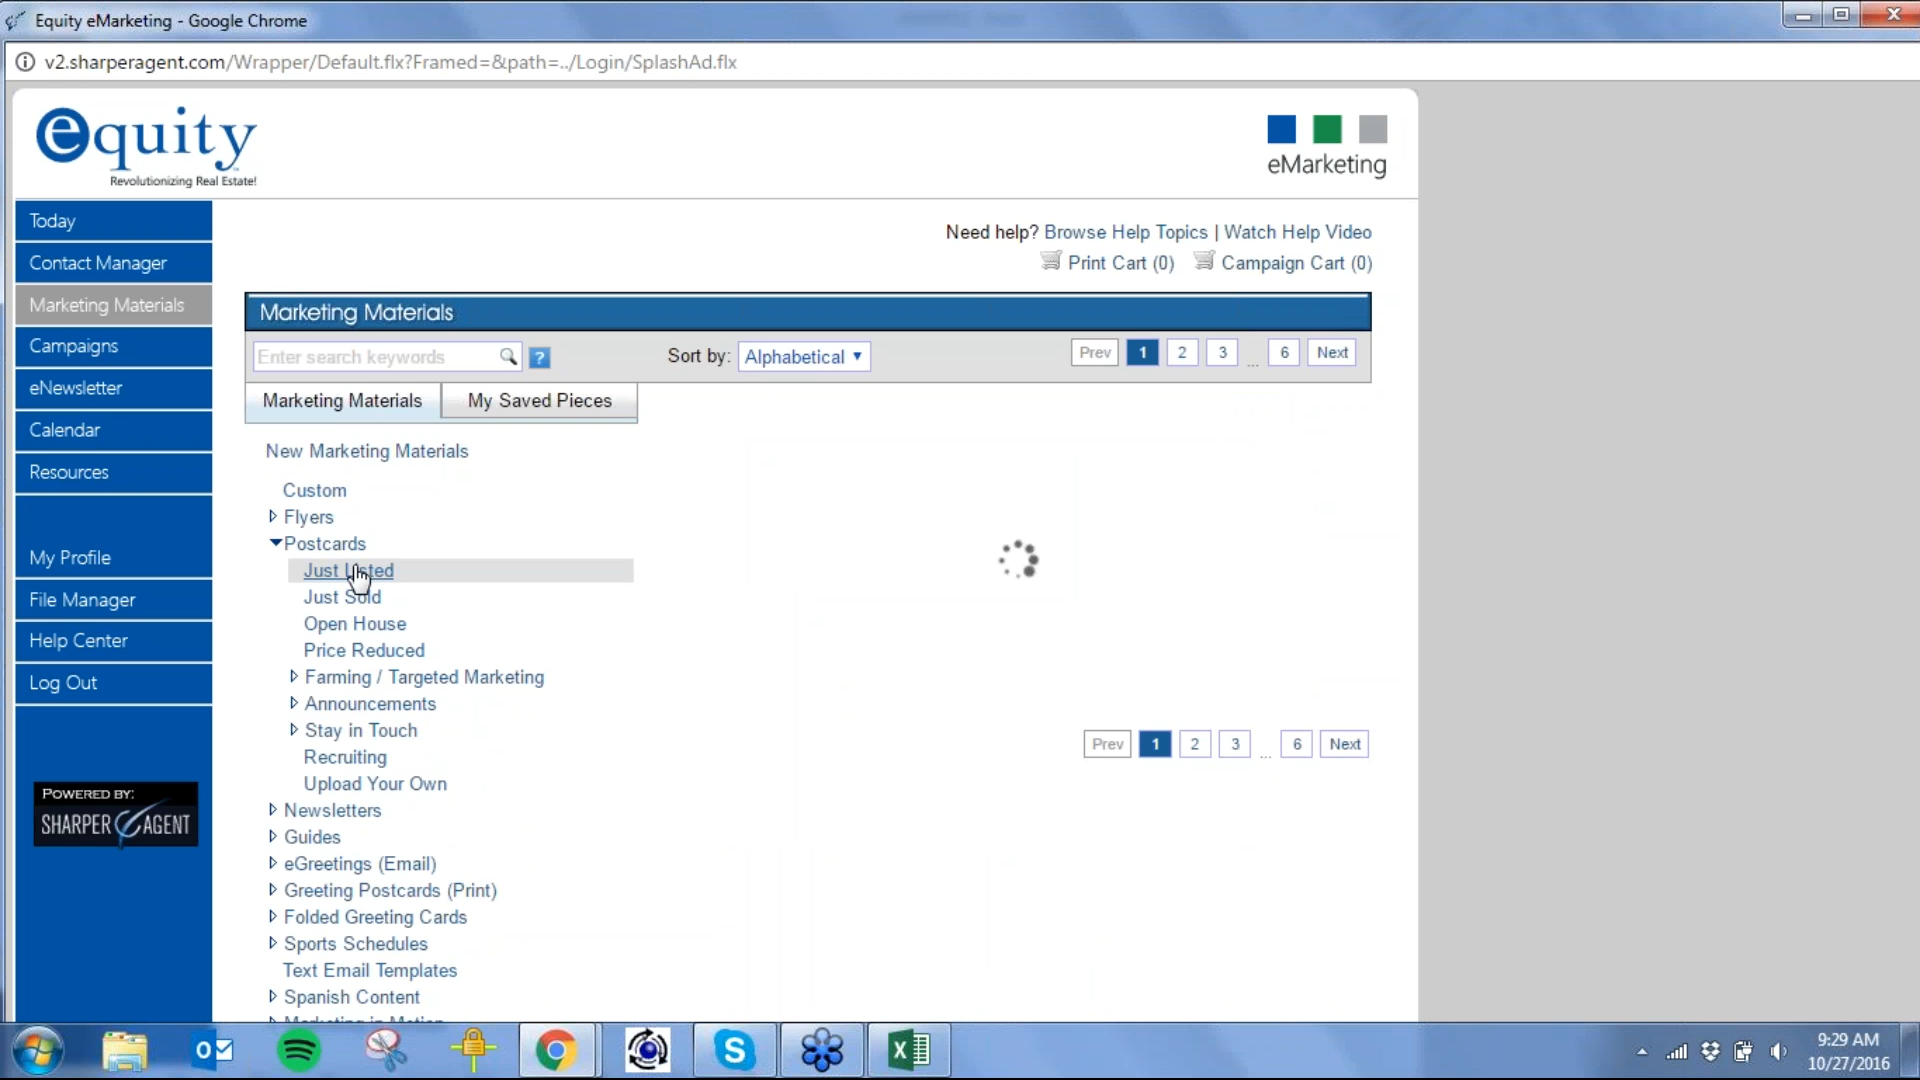 Equity eMarketing - Google Chrome
v2.sharperagent.com/Wrapper/Default.flx?Framed=&path=../Login/SplashAd.flx
equity
Revolutionizing Real Estate!
eMarketing
Today
Contact Manager
Marketing Materials
Campaigns
eNewsletter
Calendar
Resources
My Profile
File Manager
Help Center
Log Out
POWERED BY:
SHARPER AGENT
Need help? Browse Help Topics | Watch Help Video
Print Cart (0) Campaign Cart (0)
Marketing Materials
Enter search keywords ? Sort by: Alphabetical Prev 1 2 3 ... 6 Next
Marketing Materials My Saved Pieces
New Marketing Materials
Custom
Flyers
Postcards
Just Listed
Just Sold
Open House
Price Reduced
Farming / Targeted Marketing
Announcements
Stay in Touch
Recruiting
Upload Your Own
Newsletters
Guides
eGreetings (Email)
Greeting Postcards (Print)
Folded Greeting Cards
Sports Schedules
Text Email Templates
Spanish Content
Marketing in Motion
Prev 1 2 3 ... 6 Next
9:29 AM
10/27/2016